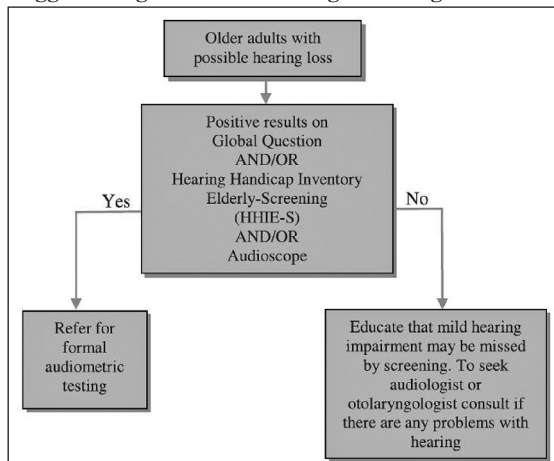 Older adults with
possible hearing loss
Positive results on
Global Question
AND/OR
Hearing Handicap Inventory
Elderly-Screening
(HHIE-S)
AND/OR
Audioscope
Yes
No
Refer for
formal
audiometric
testing
Educate that mild hearing
impairment may be missed
by screening. To seek
audiologist or
otolaryngologist consult if
there are any problems with
hearing